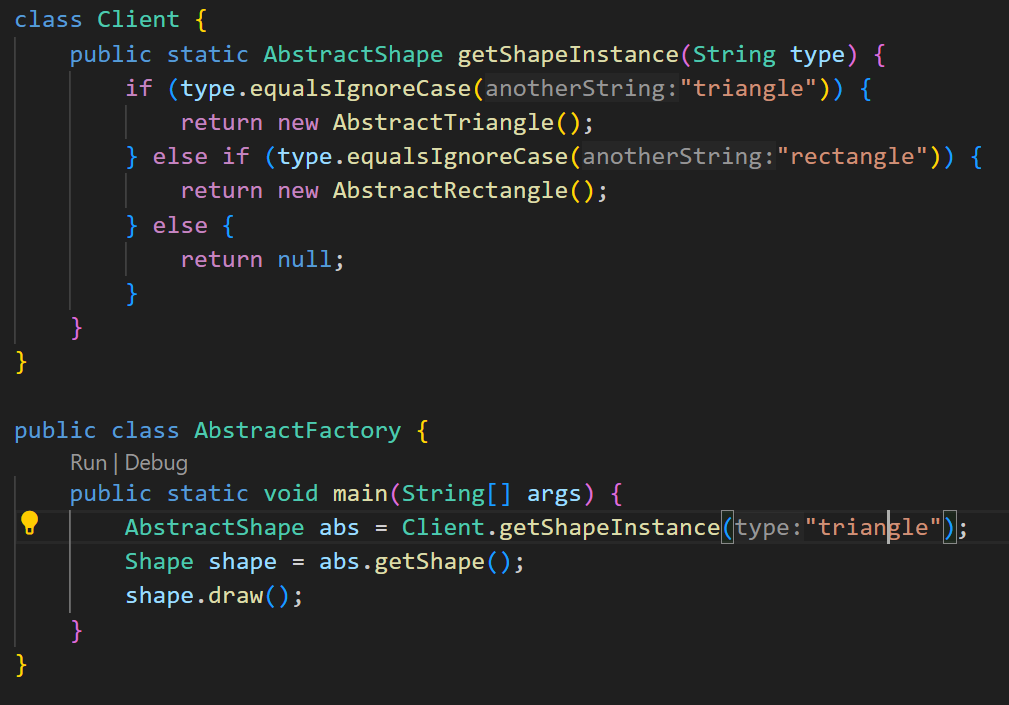 class Client {
    public static AbstractShape getShapeInstance(String type) {
        if (type.equalsIgnoreCase(anotherString:"triangle")) {
            return new AbstractTriangle();
        } else if (type.equalsIgnoreCase(anotherString:"rectangle")) {
            return new AbstractRectangle();
        } else {
            return null;
        }
    }
}

public class AbstractFactory {
    Run | Debug
    public static void main(String[] args) {
        AbstractShape abs = Client.getShapeInstance(type:"triangle");
        Shape shape = abs.getShape();
        shape.draw();
    }
}